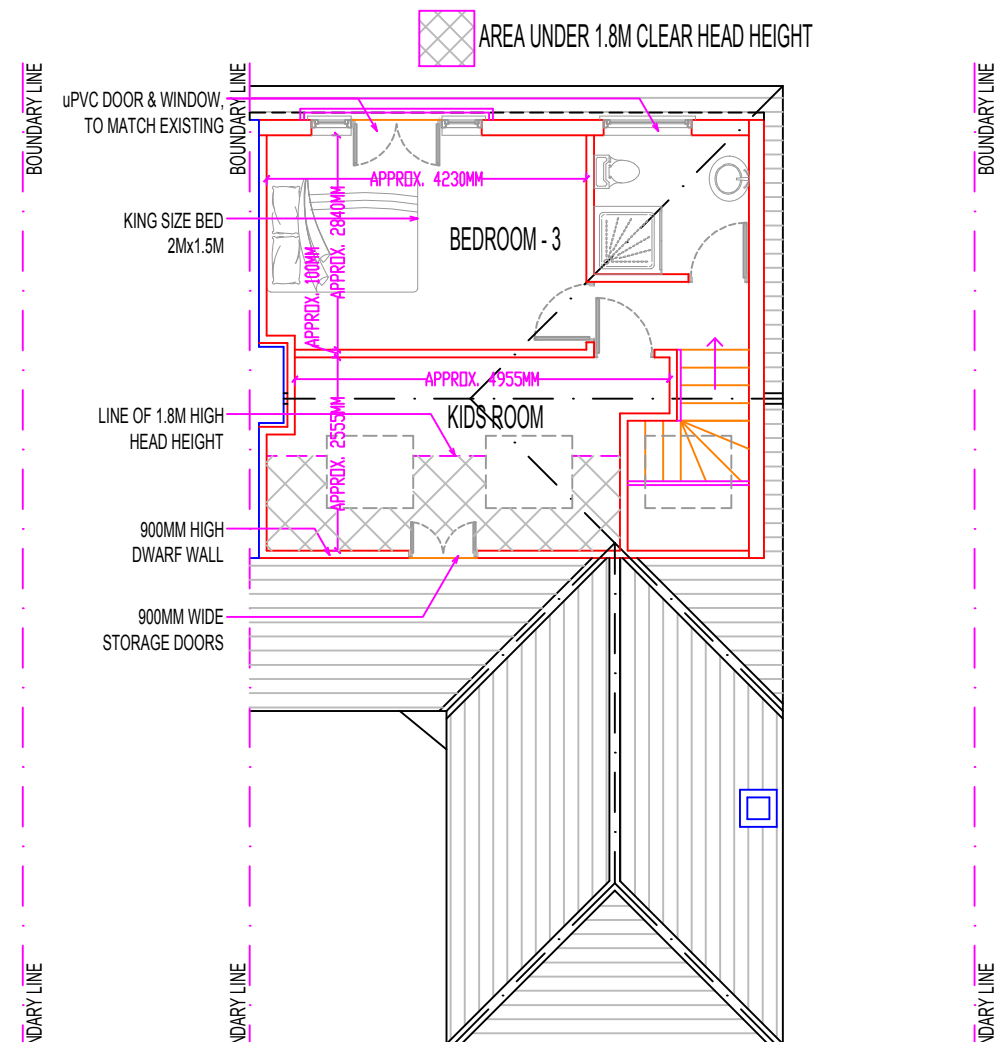 AREA UNDER 1.8M CLEAR HEAD HEIGHT
BOUNDARY LINE
BOUNDARY LINE
BOUNDARY LINE
uPVC DOOR & WINDOW,
TO MATCH EXISTING
APPROX. 4230MM
KING SIZE BED
2Mx1.5M
BEDROOM - 3
APPROX. 2840MM
APPROX. 100MM
APPROX. 4955MM
LINE OF 1.8M HIGH
HEAD HEIGHT
KIDS ROOM
APPROX. 2555MM
900MM HIGH
DWARF WALL
900MM WIDE
STORAGE DOORS
NDARY LINE
NDARY LINE
NDARY LINE